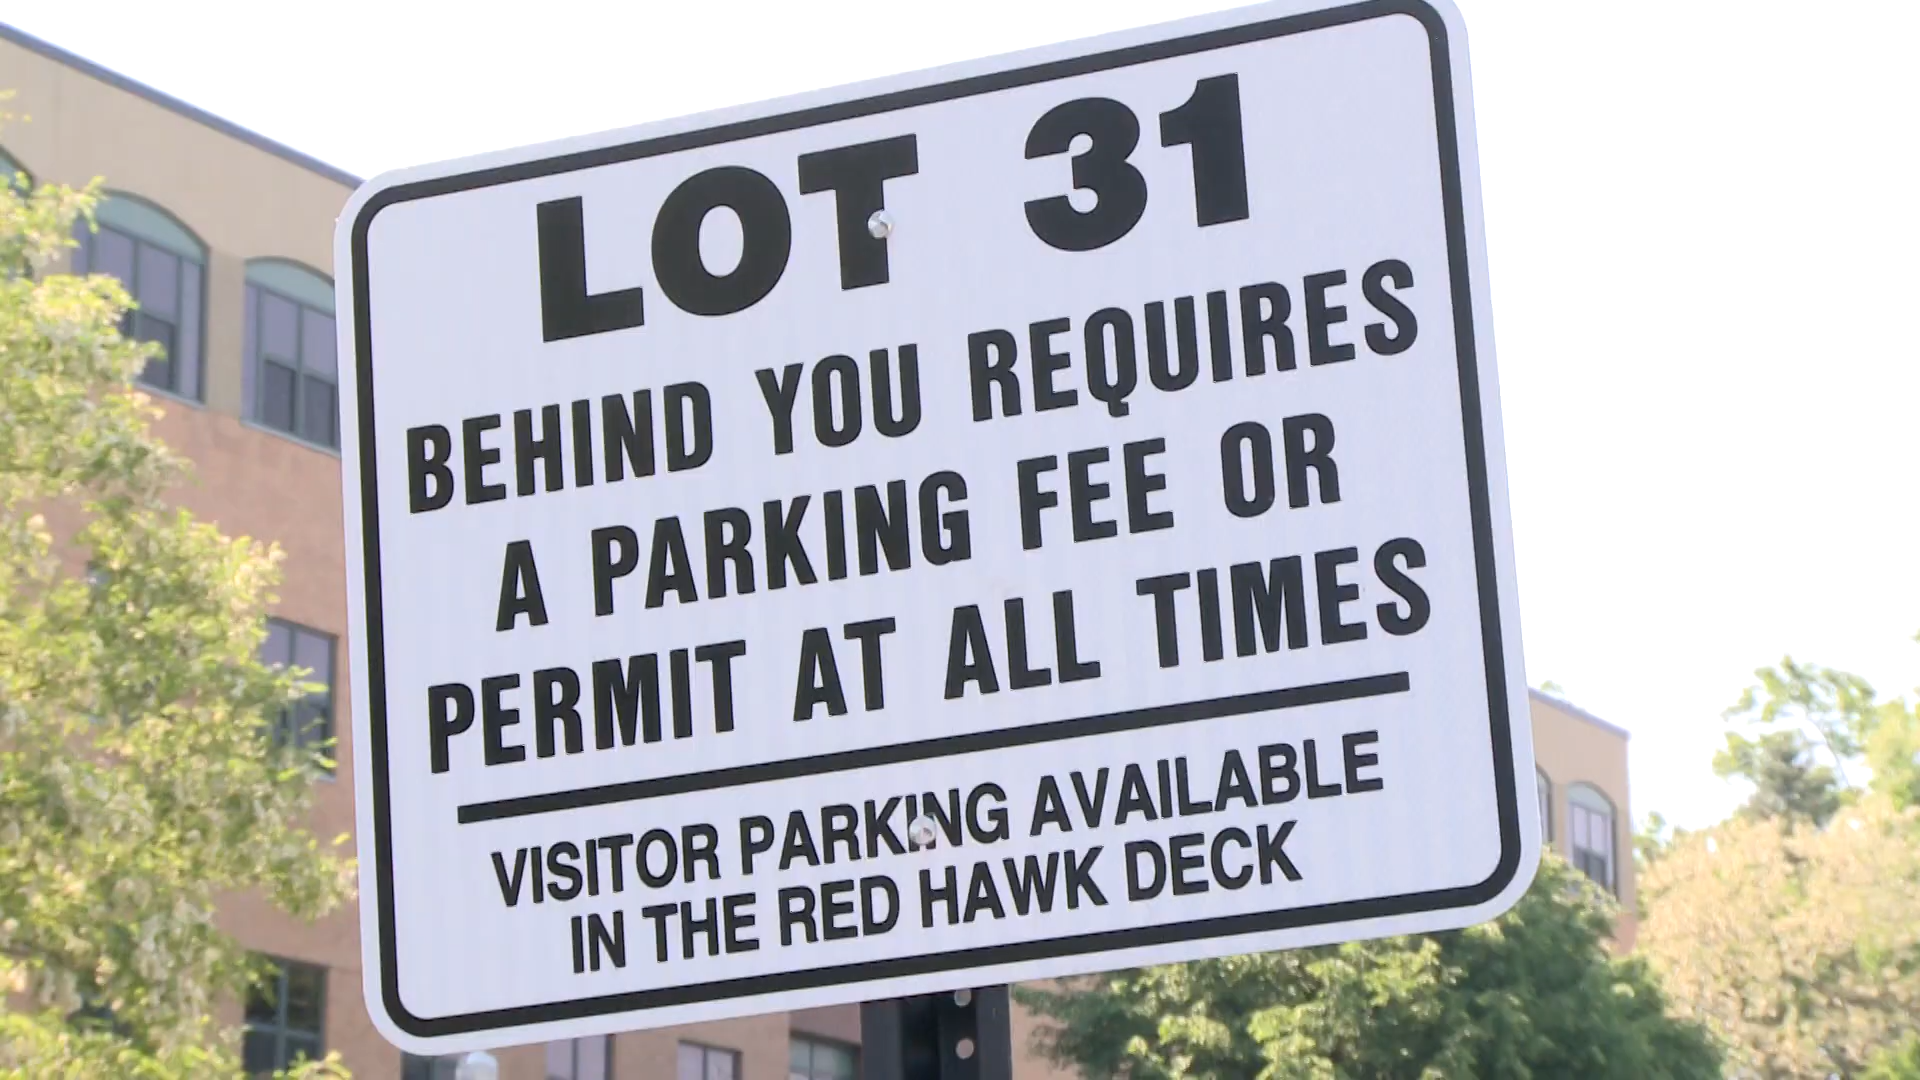 LOT 31
BEHIND YOU REQUIRES
A PARKING FEE OR
PERMIT AT ALL TIMES
VISITOR PARKING AVAILABLE
IN THE RED HAWK DECK